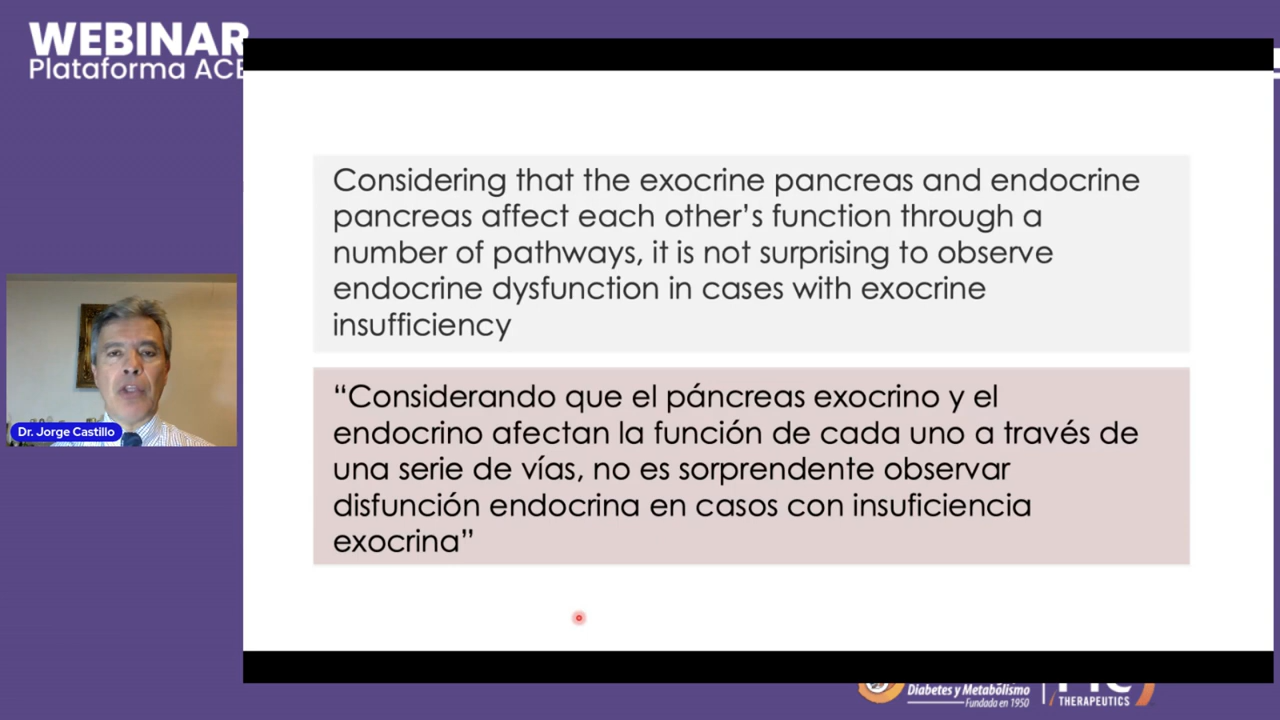 WEBINAR
Plataforma ACE
Considering that the exocrine pancreas and endocrine
pancreas affect each other’s function through a
number of pathways, it is not surprising to observe
endocrine dysfunction in cases with exocrine
insufficiency
“Considerando que el páncreas exocrino y el
endocrino afectan la función de cada uno a través de
una serie de vías, no es sorprendente observar
disfunción endocrina en casos con insuficiencia
exocrina”
Dr. Jorge Castillo
Diabetes y Metabolismo
Fundada en 1950
THERAPEUTICS